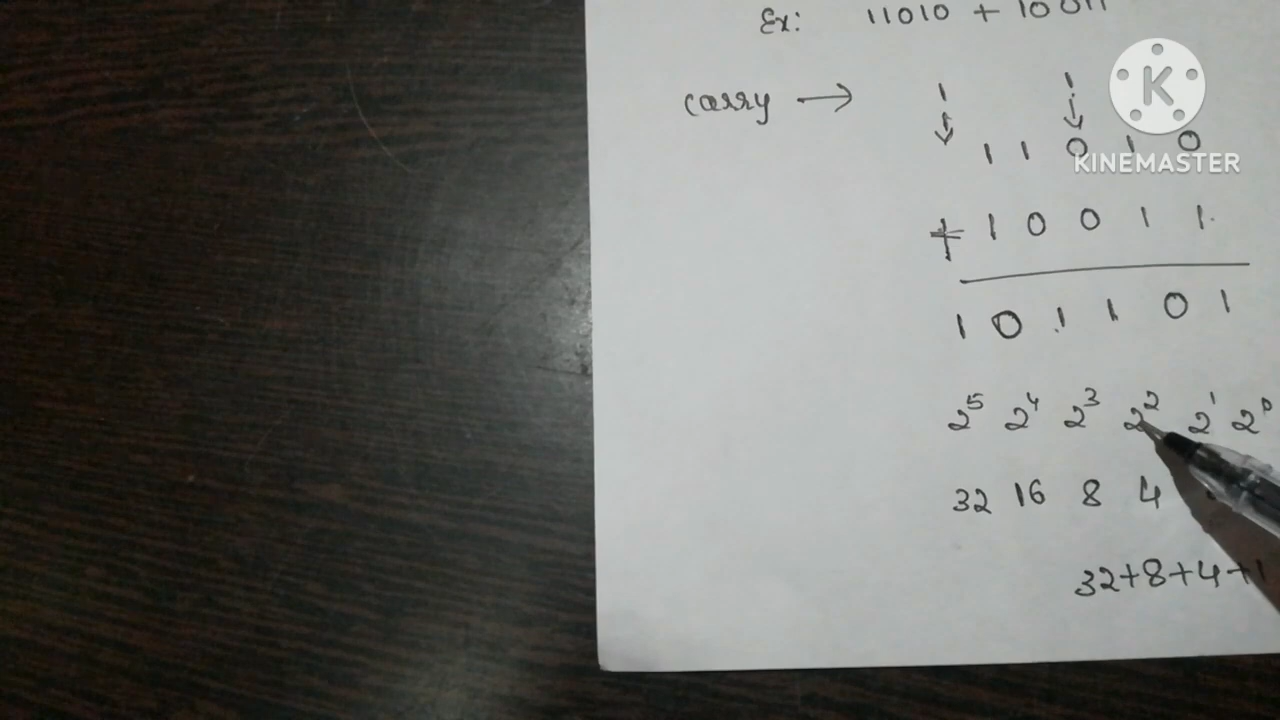 Ex: 11010 + 10011
carry → 1 1
1 1 0 1 0
KINEMASTER
+ 1 0 0 1 1
1 0 1 1 0 1
2⁵ 2⁴ 2³ 2² 2¹ 2⁰
32 16 8 4
32+8+4+1